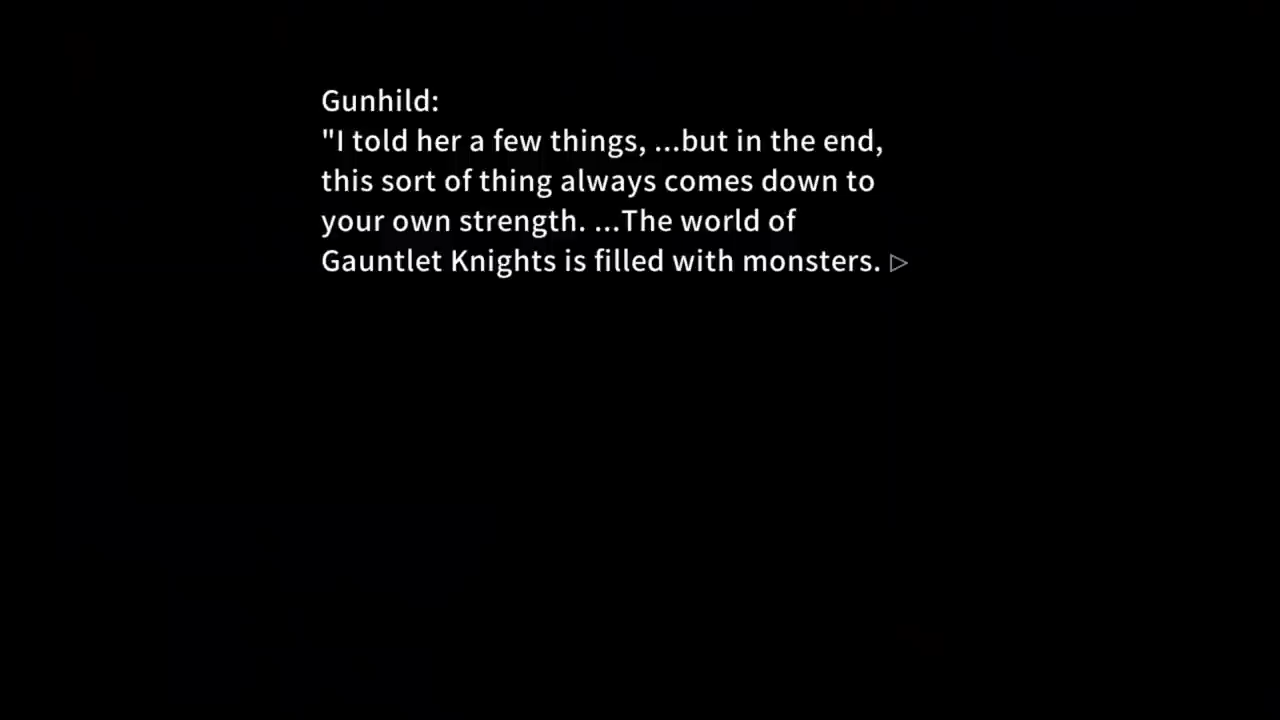 Gunhild:
"I told her a few things, ...but in the end,
this sort of thing always comes down to
your own strength. ...The world of
Gauntlet Knights is filled with monsters. ▷